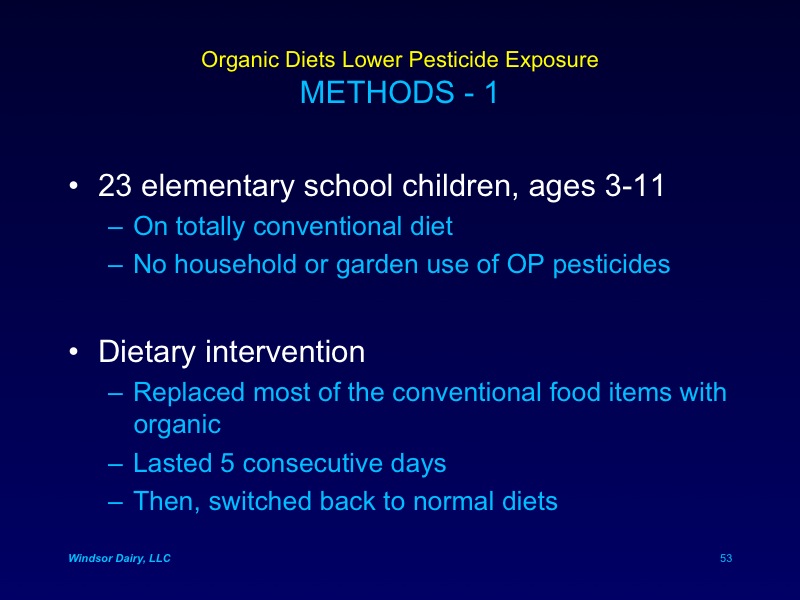 Organic Diets Lower Pesticide Exposure
METHODS - 1
• 23 elementary school children, ages 3-11
– On totally conventional diet
– No household or garden use of OP pesticides
• Dietary intervention
– Replaced most of the conventional food items with
organic
– Lasted 5 consecutive days
– Then, switched back to normal diets
Windsor Dairy, LLC
53